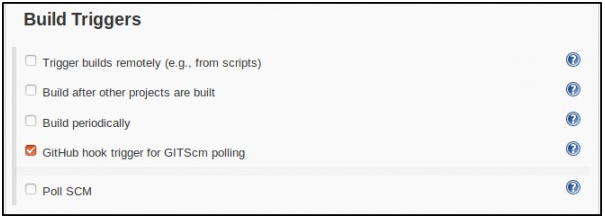 Build Triggers
Trigger builds remotely (e.g., from scripts)
Build after other projects are built
Build periodically
GitHub hook trigger for GITScm polling
Poll SCM